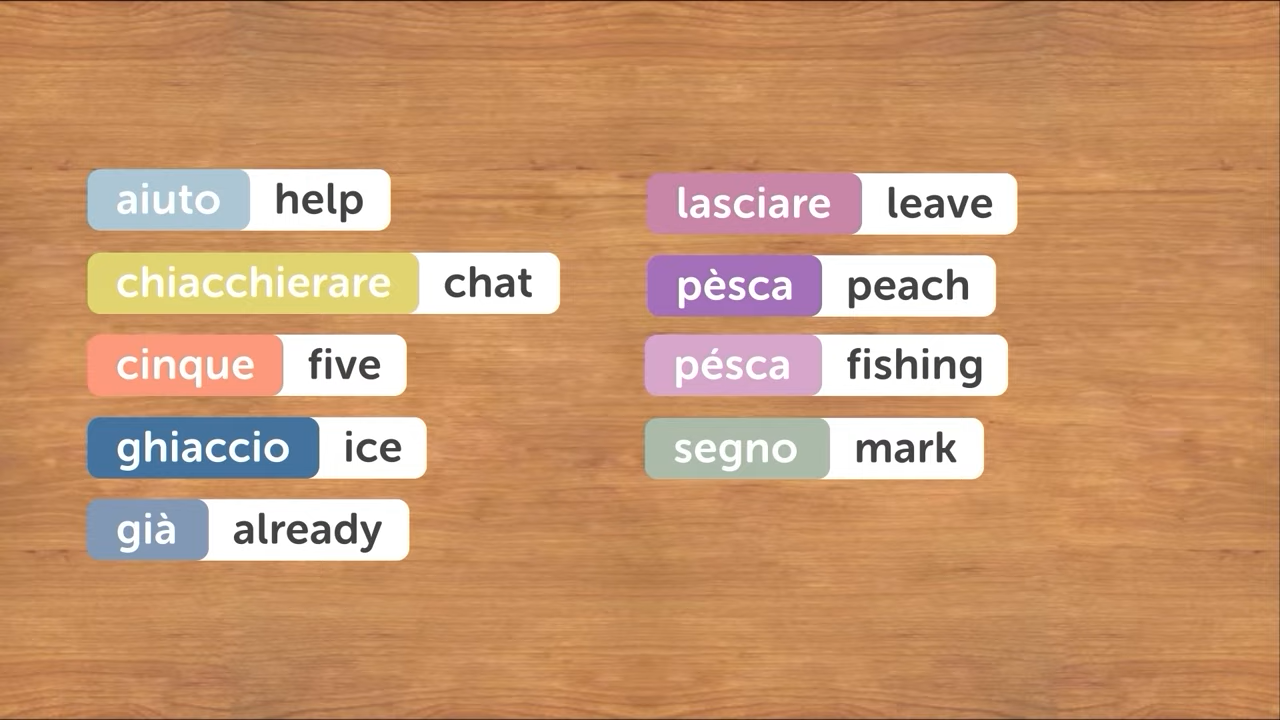 aiuto help
chiacchierare chat
cinque five
ghiaccio ice
già already
lasciare leave
pèsca peach
pésca fishing
segno mark